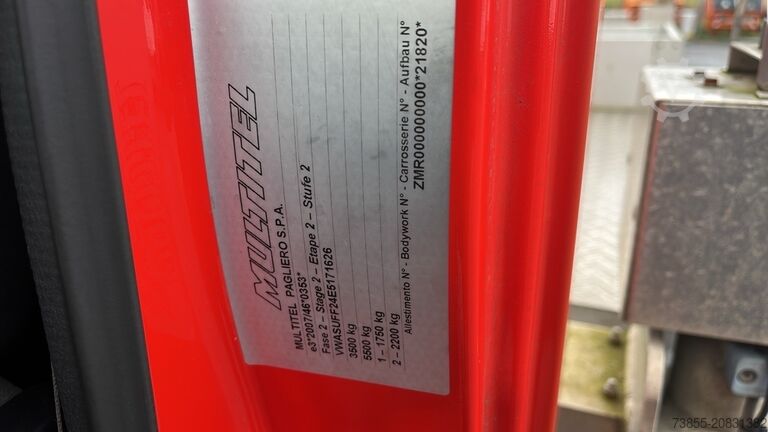 MULTITEL
MULTITEL PAGLIERO S.P.A.
e3*2007/46*0353*
Fase 2 – Stage 2 – Etape 2 – Stufe 2
VWASUFF24E5171626
3500 kg
5500 kg
1 – 1750 kg
2 – 2200 kg
Allestimento N° - Bodywork N° - Carrosserie N° - Aufbau N°
ZMR0000000000*21820*
73855-20831382